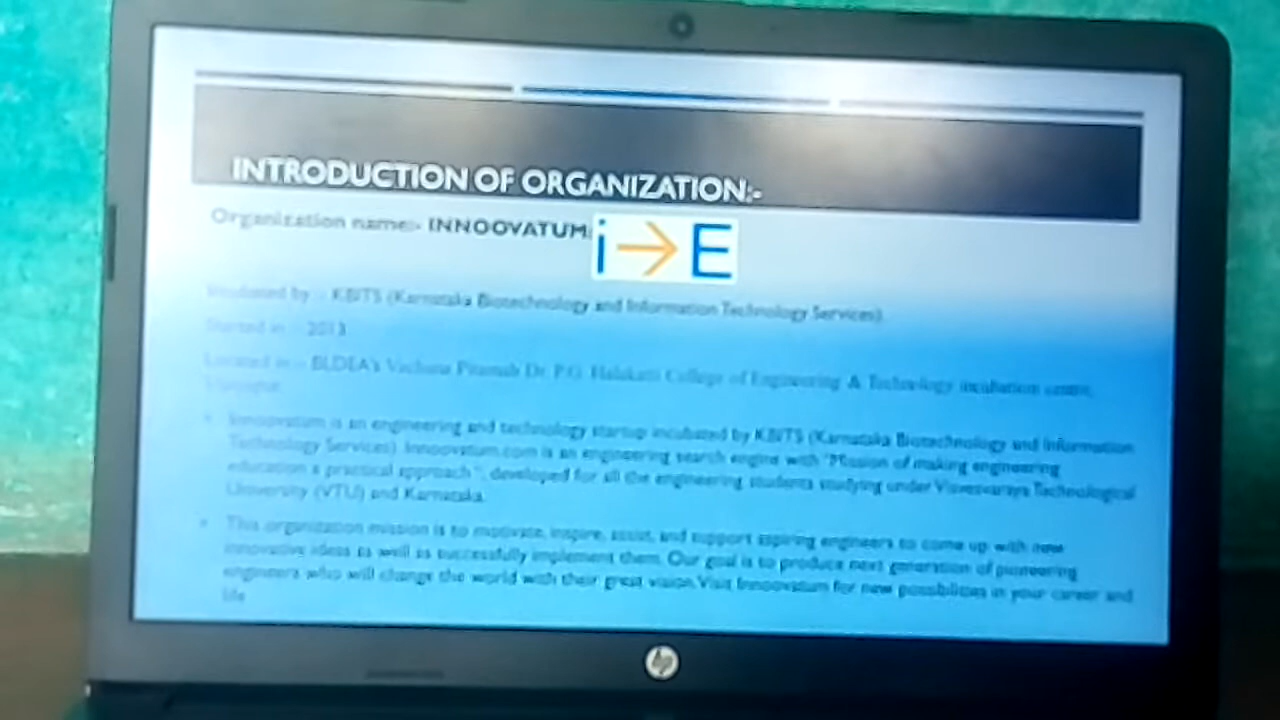 INTRODUCTION OF ORGANIZATION:-
Organization name:- INNOOVATUM:
i→E
Incubated by :- KBITS (Karnataka Biotechnology and Information Technology Services)
Started in :- 2013
Located in :- BLDEA's Vachana Pitamah Dr. P.G. Halakatti College of Engineering & Technology incubation centre,
• Innoovatum is an engineering and technology startup incubated by KBITS (Karnataka Biotechnology and Information
Technology Services). Innoovatum.com is an engineering search engine with "Mission of making engineering
education a practical approach", developed for all the engineering students studying under Visvesvaraya Technological
University (VTU) and Karnataka.
• This organization mission is to motivate, inspire, assist, and support aspiring engineers to come up with new
innovative ideas as well as successfully implement them. Our goal is to produce next generation of pioneering
engineers who will change the world with their great vision. Visit Innoovatum for new possibilities in your career and
life
hp